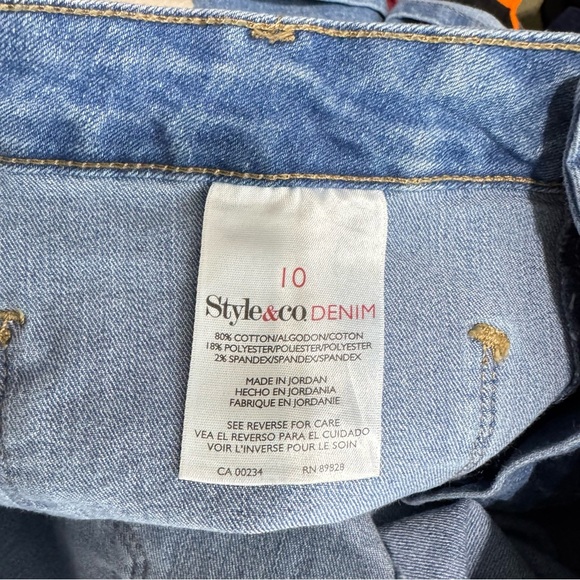 10
Style&co. DENIM
80% COTTON/ALGODON/COTON
18% POLYESTER/POLIESTER/POLYESTER
2% SPANDEX/SPANDEX/SPANDEX
MADE IN JORDAN
HECHO EN JORDANIA
FABRIQUE EN JORDANIE
SEE REVERSE FOR CARE
VEA EL REVERSO PARA EL CUIDADO
VOIR L'INVERSE POUR LE SOIN
CA 00234 RN 89828